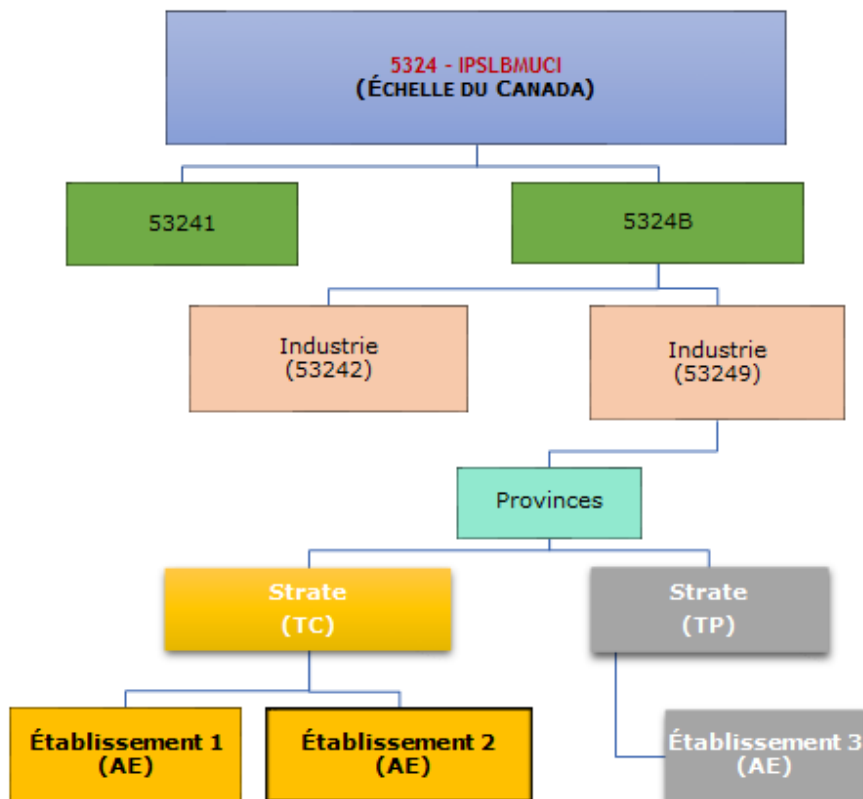 5324 - IPSLBMUCI
(ÉCHELLE DU CANADA)
53241
5324B
Industrie
(53242)
Industrie
(53249)
Provinces
Strate
(TC)
Strate
(TP)
Établissement 1
(AE)
Établissement 2
(AE)
Établissement 3
(AE)